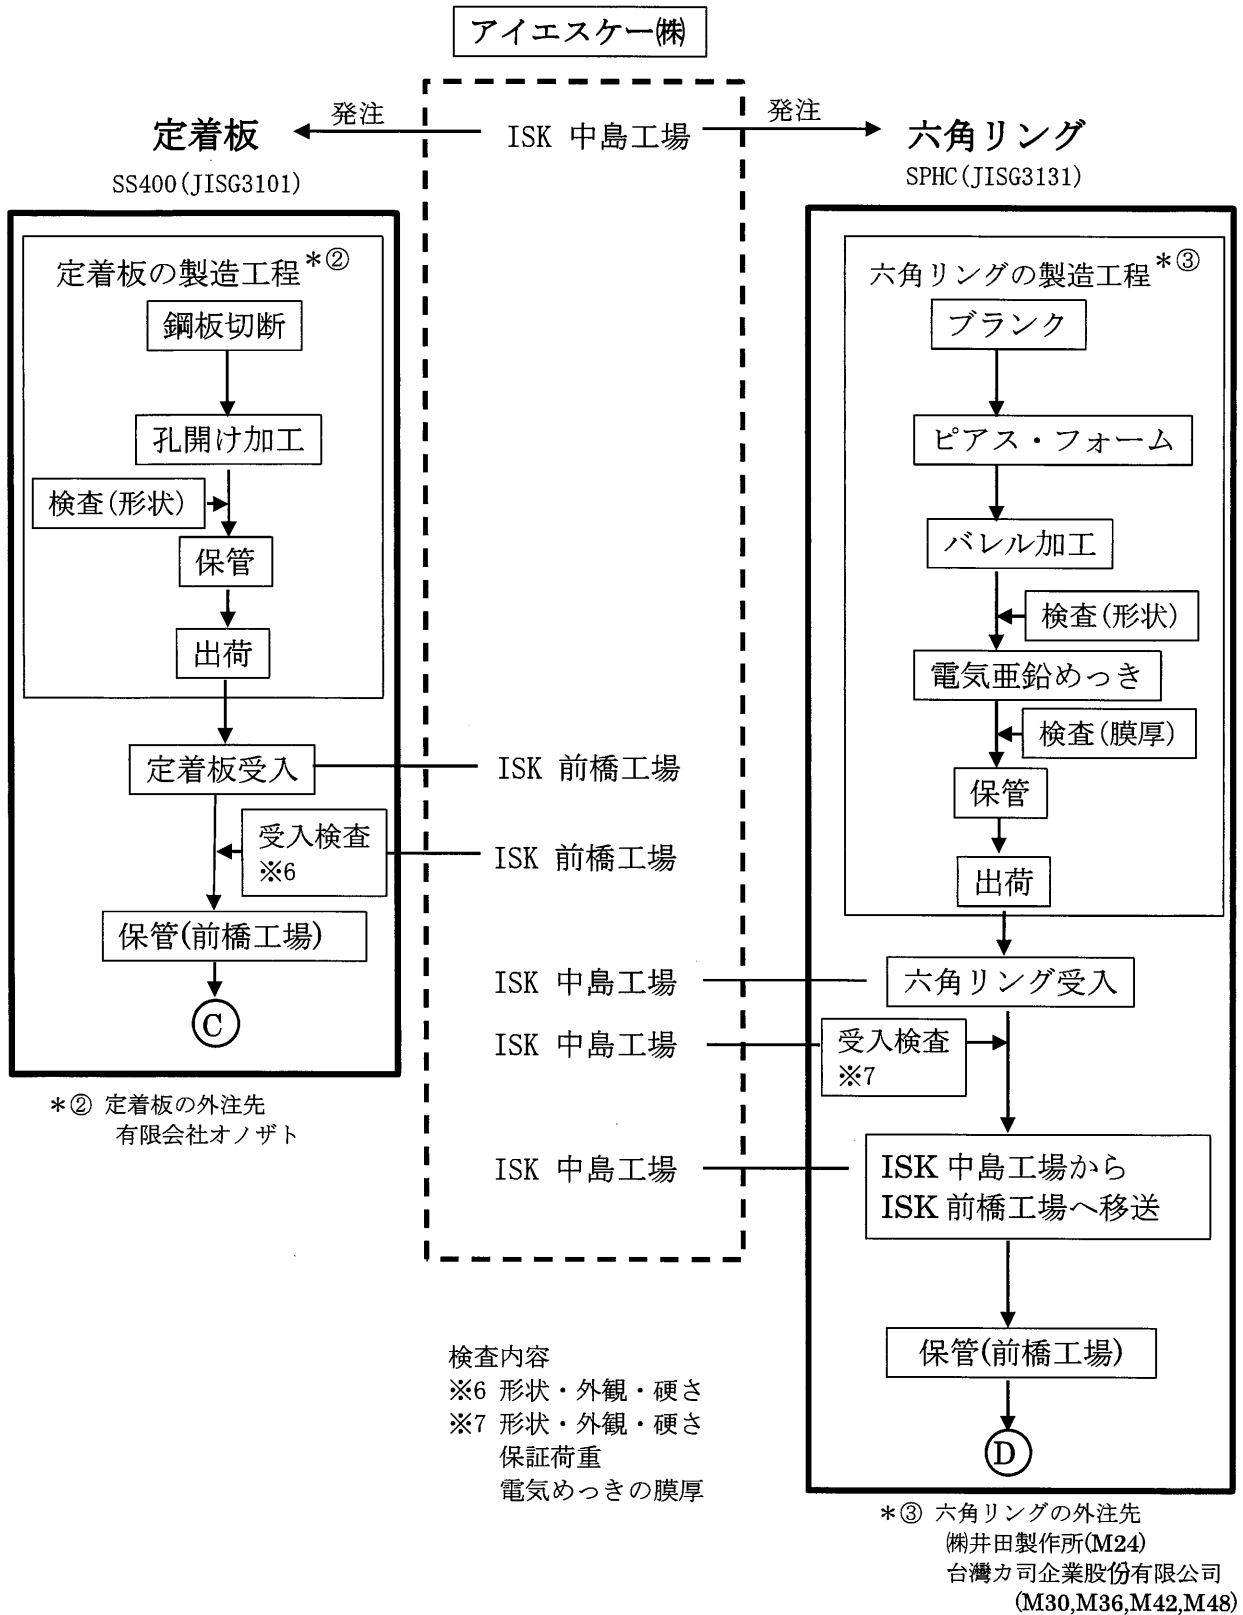 アイエスケー㈱
定着板
発注
ISK 中島工場
発注
六角リング
SS400(JISG3101)
SPHC(JISG3131)
定着板の製造工程*②
鋼板切断
孔開け加工
検査(形状)
保管
出荷
定着板受入
ISK 前橋工場
受入検査
※6
ISK 前橋工場
保管(前橋工場)
C
*② 定着板の外注先
有限会社オノザト
六角リングの製造工程*③
ブランク
ピアス・フォーム
バレル加工
検査(形状)
電気亜鉛めっき
検査(膜厚)
保管
出荷
ISK 中島工場
六角リング受入
ISK 中島工場
受入検査
※7
ISK 中島工場
ISK 中島工場から
ISK 前橋工場へ移送
保管(前橋工場)
D
検査内容
※6 形状・外観・硬さ
※7 形状・外観・硬さ
保証荷重
電気めっきの膜厚
*③ 六角リングの外注先
㈱井田製作所(M24)
台灣力司企業股份有限公司
(M30,M36,M42,M48)